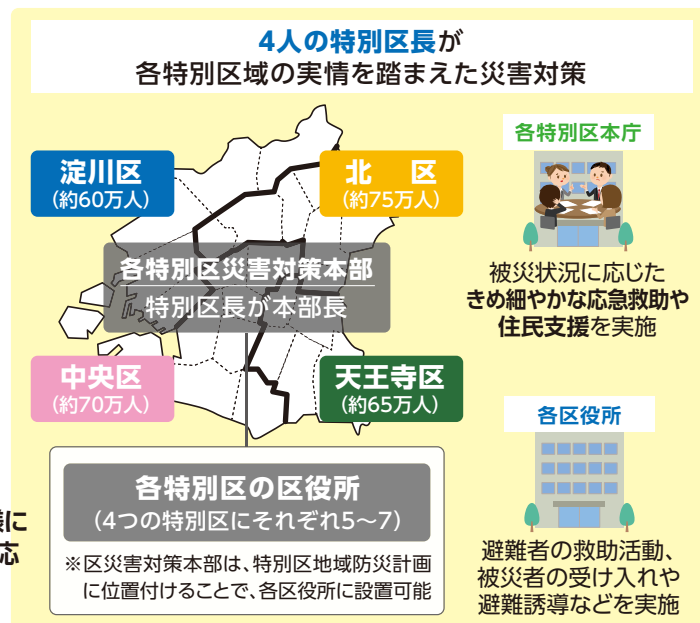 4人の特別区長が
各特別区域の実情を踏まえた災害対策
淀川区
(約60万人)
北 区
(約75万人)
各特別区災害対策本部
特別区長が本部長
中央区
(約70万人)
天王寺区
(約65万人)
各特別区の区役所
(4つの特別区にそれぞれ5～7)
※区災害対策本部は、特別区地域防災計画
に位置付けることで、各区役所に設置可能
各特別区本庁
被災状況に応じた
きめ細やかな応急救助や
住民支援を実施
各区役所
避難者の救助活動、
被災者の受け入れや
避難誘導などを実施
に
応